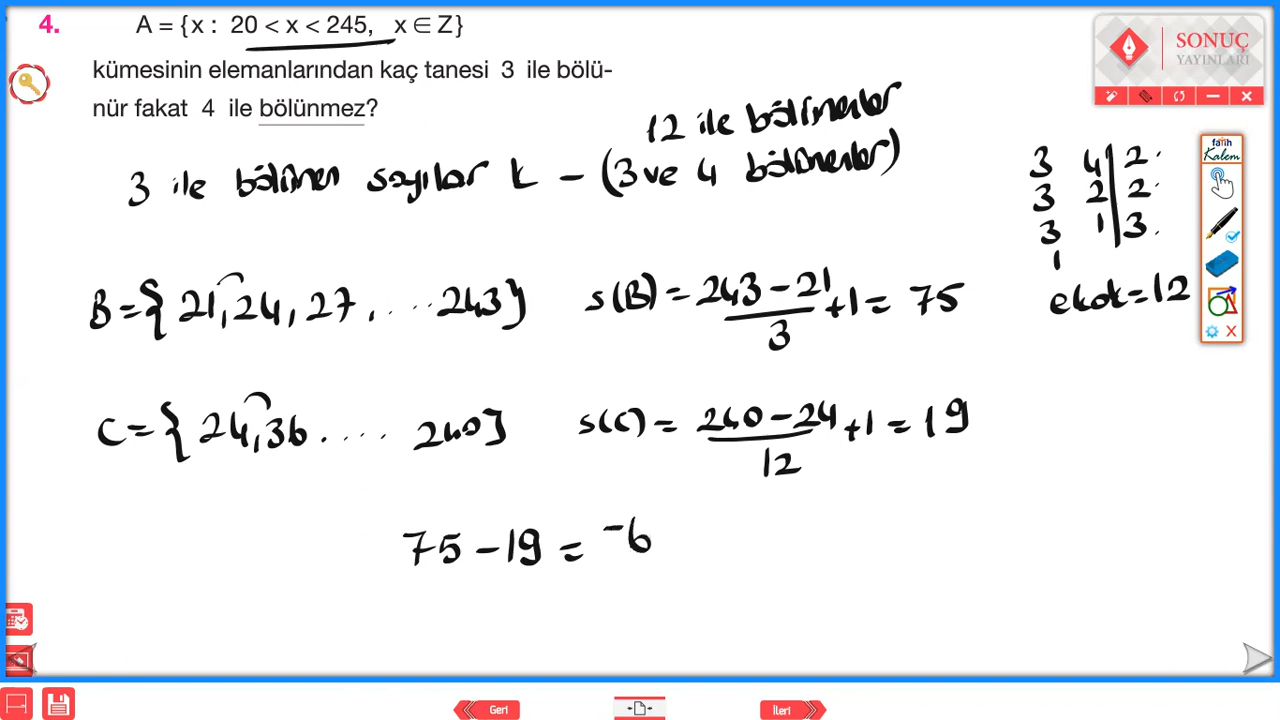 4. A = {x : 20 < x < 245, x ∈ Z}
kümesinin elemanlarından kaç tanesi 3 ile bölü-
nür fakat 4 ile bölünmez?
SONUÇ
YAYINLARI
fatih
Kalem
12 ile bölünenler
3 ile bölünen sayılar k - (3 ve 4 bölünenler)
3 4 | 2
3 2 | 2
3 1 | 3
1
ekok = 12
B = { 21, 24, 27, ... 243 } s(B) = 243 - 21 / 3 + 1 = 75
C = { 24, 36 .... 240 } s(C) = 240 - 24 / 12 + 1 = 19
75 - 19 = -6
Geri
İleri